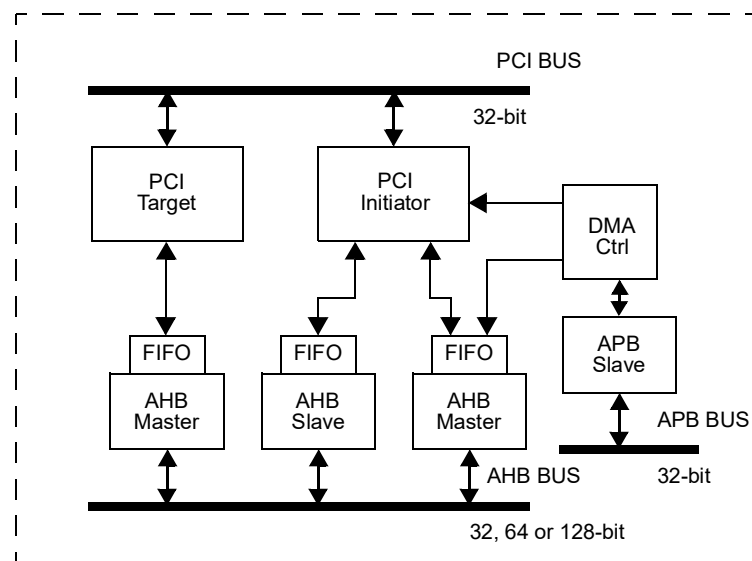 PCI BUS
32-bit
PCI
Target
PCI
Initiator
DMA
Ctrl
FIFO
FIFO
FIFO
APB
Slave
AHB
Master
AHB
Slave
AHB
Master
APB BUS
32-bit
AHB BUS
32, 64 or 128-bit